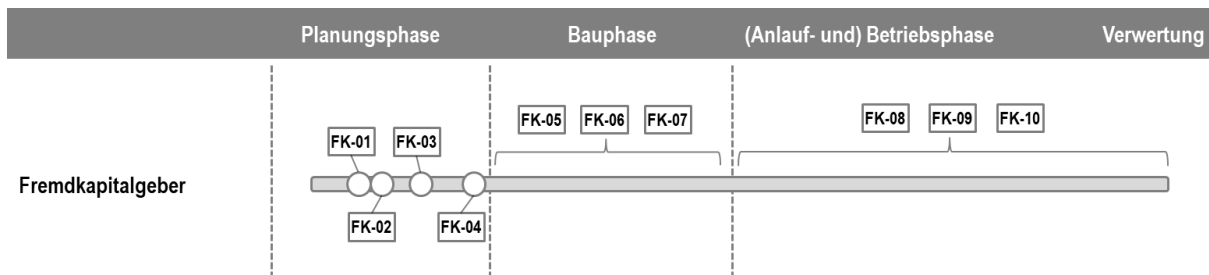 Planungsphase
Bauphase
(Anlauf- und) Betriebsphase
Verwertung
FK-01
FK-03
FK-05
FK-06
FK-07
FK-08
FK-09
FK-10
Fremdkapitalgeber
FK-02
FK-04